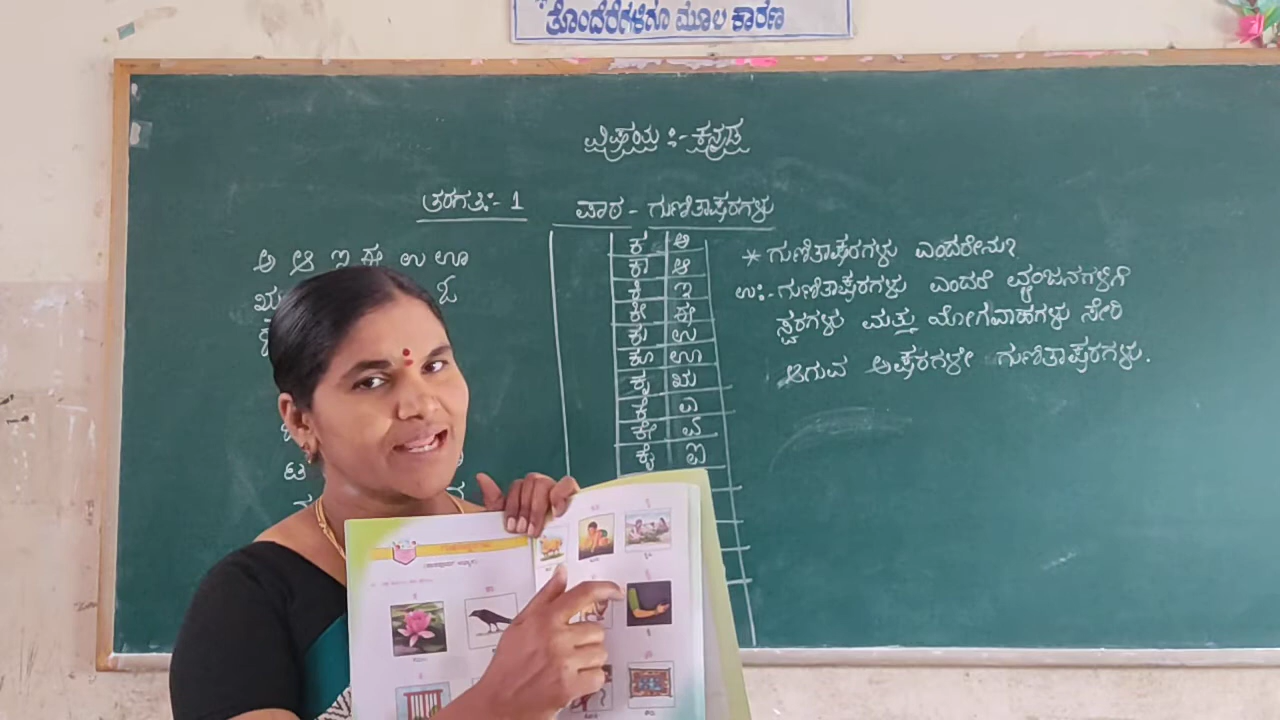 ತೊಂದರೆಗಳಿಗೂ ಮೂಲ ಕಾರಣ
ವಿಷಯ :- ಕನ್ನಡ
ತರಗತಿ:- 1
ಪಾಠ - ಗುಣಿತಾಕ್ಷರಗಳು
ಅ ಆ ಇ ಈ ಉ ಊ
ಋ ಓ
ಕ ಅ
ಕಾ ಆ
ಕಿ ಇ
ಕೀ ಈ
ಕು ಉ
ಕೂ ಊ
ಕೃ ಋ
ಕೆ ಎ
ಕೇ ಏ
ಕೈ ಐ
* ಗುಣಿತಾಕ್ಷರಗಳು ಎಂದರೇನು?
ಉ:- ಗುಣಿತಾಕ್ಷರಗಳು ಎಂದರೆ ವ್ಯಂಜನಗಳಿಗೆ
ಸ್ವರಗಳು ಮತ್ತು ಯೋಗವಾಹಗಳು ಸೇರಿ
ಆಗುವ ಅಕ್ಷರಗಳೇ ಗುಣಿತಾಕ್ಷರಗಳು.